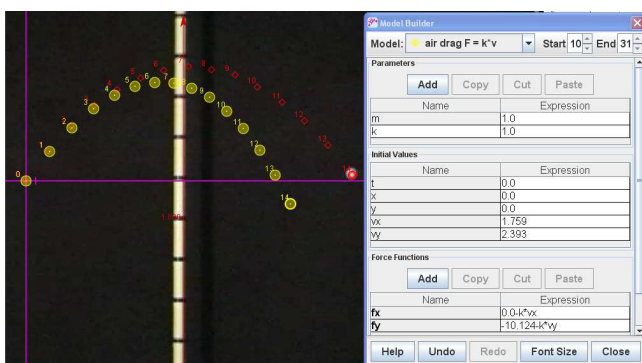 Model Builder
Model: air drag F = k*v Start 10 End 31
Parameters
Add Copy Cut Paste
Name Expression
m 1.0
k 1.0
Initial Values
Name Expression
t 0.0
x 0.0
y 0.0
vx 1.759
vy 2.393
Force Functions
Add Copy Cut Paste
Name Expression
fx 0.0-k*vx
fy -10.124-k*vy
Help Undo Redo Font Size Close
0
1
2
3
4
5
6
7
8
9
10
11
12
13
14
4
5
6
7
8
9
10
11
12
13